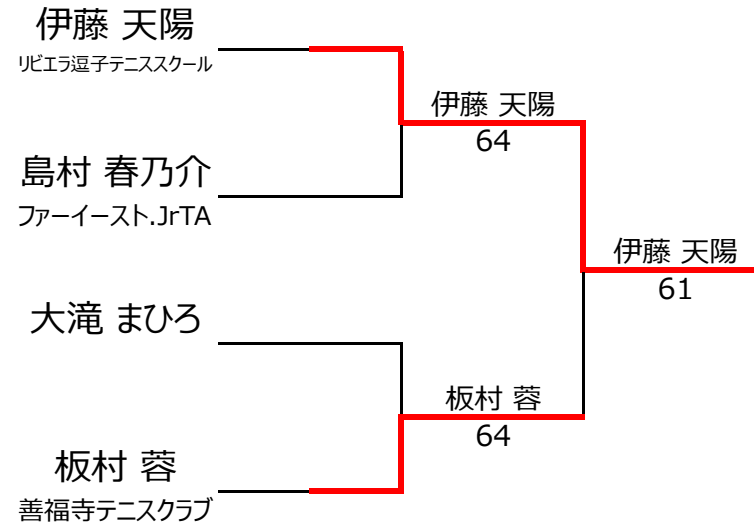 伊藤 天陽
リビエラ逗子テニススクール
伊藤 天陽
64
島村 春乃介
ファーイースト.JrTA
伊藤 天陽
61
大滝 まひろ
板村 蓉
64
板村 蓉
善福寺テニスクラブ